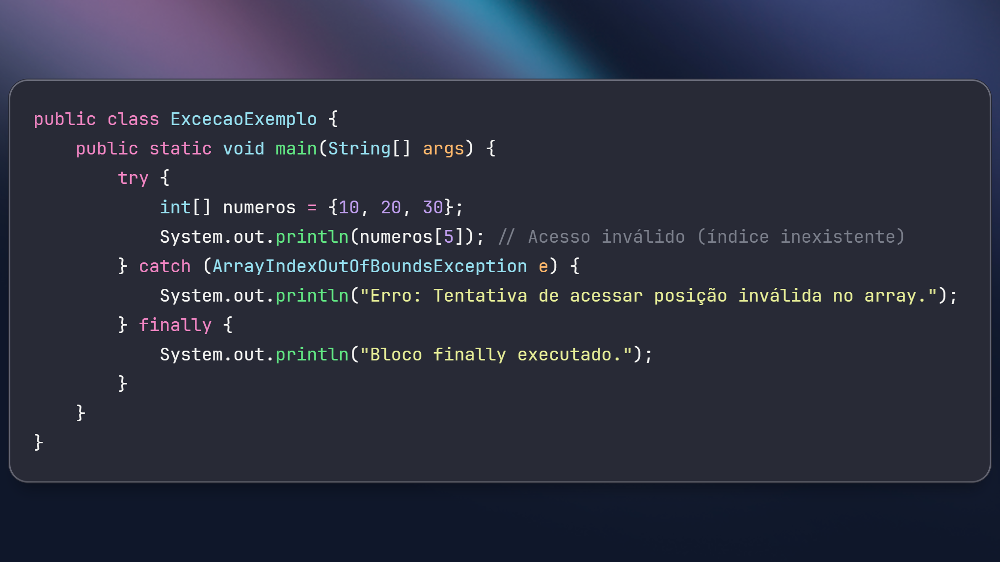 public class ExcecaoExemplo {
    public static void main(String[] args) {
        try {
            int[] numeros = {10, 20, 30};
            System.out.println(numeros[5]); // Acesso inválido (índice inexistente)
        } catch (ArrayIndexOutOfBoundsException e) {
            System.out.println("Erro: Tentativa de acessar posição inválida no array.");
        } finally {
            System.out.println("Bloco finally executado.");
        }
    }
}